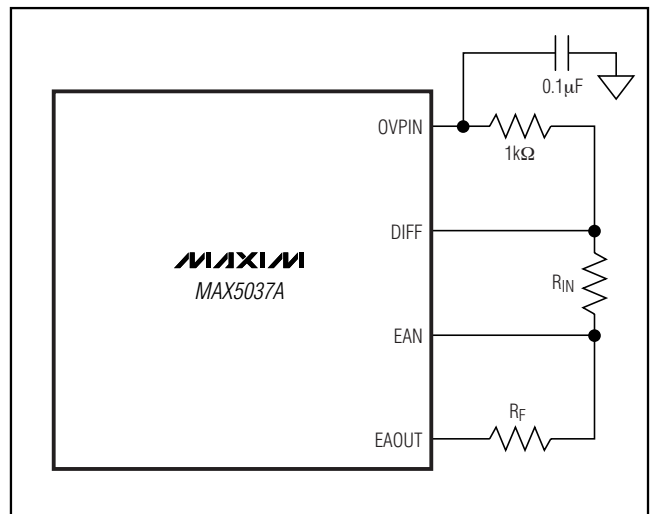 0.1µF
OVPIN
1kΩ
DIFF
MAXIM
MAX5037A
RIN
EAN
RF
EAOUT